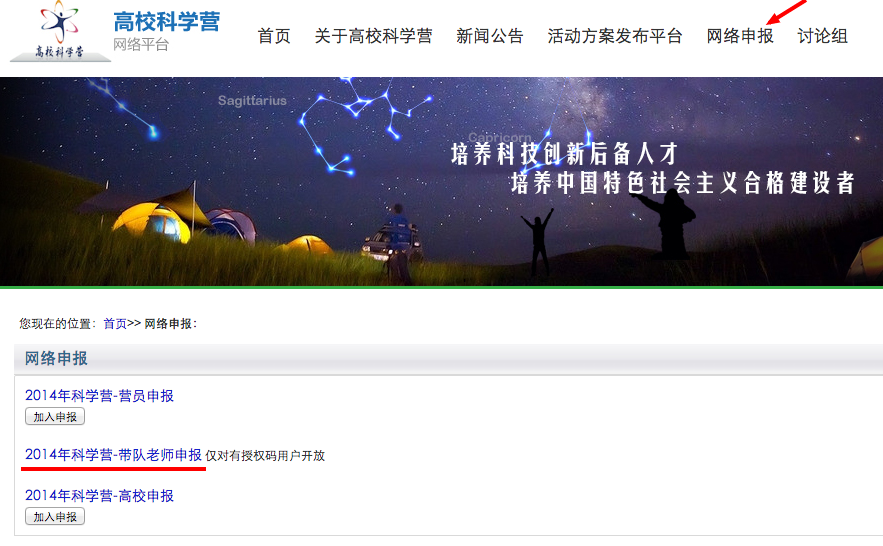 高校科学营
网络平台
高校科学营
首页 关于高校科学营 新闻公告 活动方案发布平台 网络申报 讨论组
Sagittarius
Capricorn
培养科技创新后备人才
培养中国特色社会主义合格建设者
您现在的位置：首页>> 网络申报：
网络申报
2014年科学营-营员申报
加入申报
2014年科学营-带队老师申报 仅对有授权码用户开放
2014年科学营-高校申报
加入申报